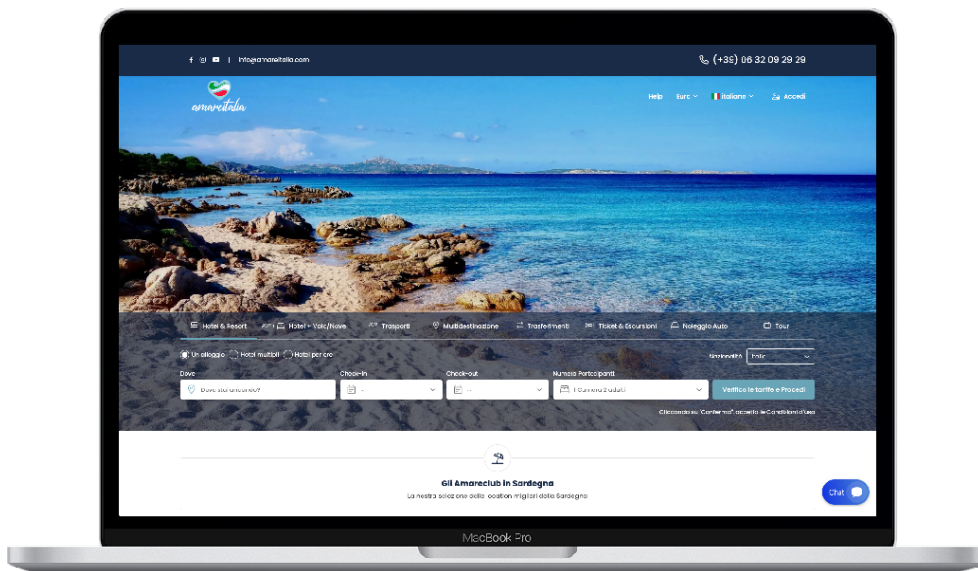 | info@amareitalia.com
(+39) 06 32 09 29 29
amareitalia
Help Euro Italiano Accedi
Hotel & Resort Hotel + Volo/Nave Trasporti Multidestinazione Trasferimenti Ticket & Escursioni Noleggio Auto Tour
Un alloggio Hotel multipli Hotel per ore
Nazionalità Italia
Dove Check-in Check-out Numero Partecipanti
Dove stai andando? 1 Camera 2 adulti Verifica le tariffe e Procedi
Cliccando su "Conferma", accetto le Condizioni d'uso
Gli Amareclub in Sardegna
La nostra selezione delle location migliori della Sardegna
Chat
MacBook Pro